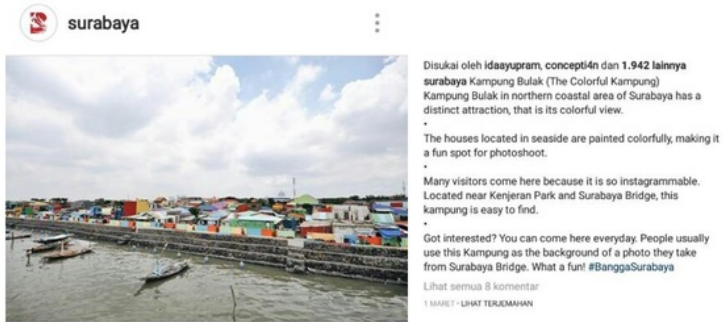 surabaya
Disukai oleh idaayupram, concepti4n dan 1.942 lainnya
surabaya Kampung Bulak (The Colorful Kampung)
Kampung Bulak in northern coastal area of Surabaya has a
distinct attraction, that is its colorful view.
•
The houses located in seaside are painted colorfully, making it
a fun spot for photoshoot.
•
Many visitors come here because it is so instagrammable.
Located near Kenjeran Park and Surabaya Bridge, this
kampung is easy to find.
•
Got interested? You can come here everyday. People usually
use this Kampung as the background of a photo they take
from Surabaya Bridge. What a fun! #BanggaSurabaya
Lihat semua 8 komentar
1 MARET • LIHAT TERJEMAHAN